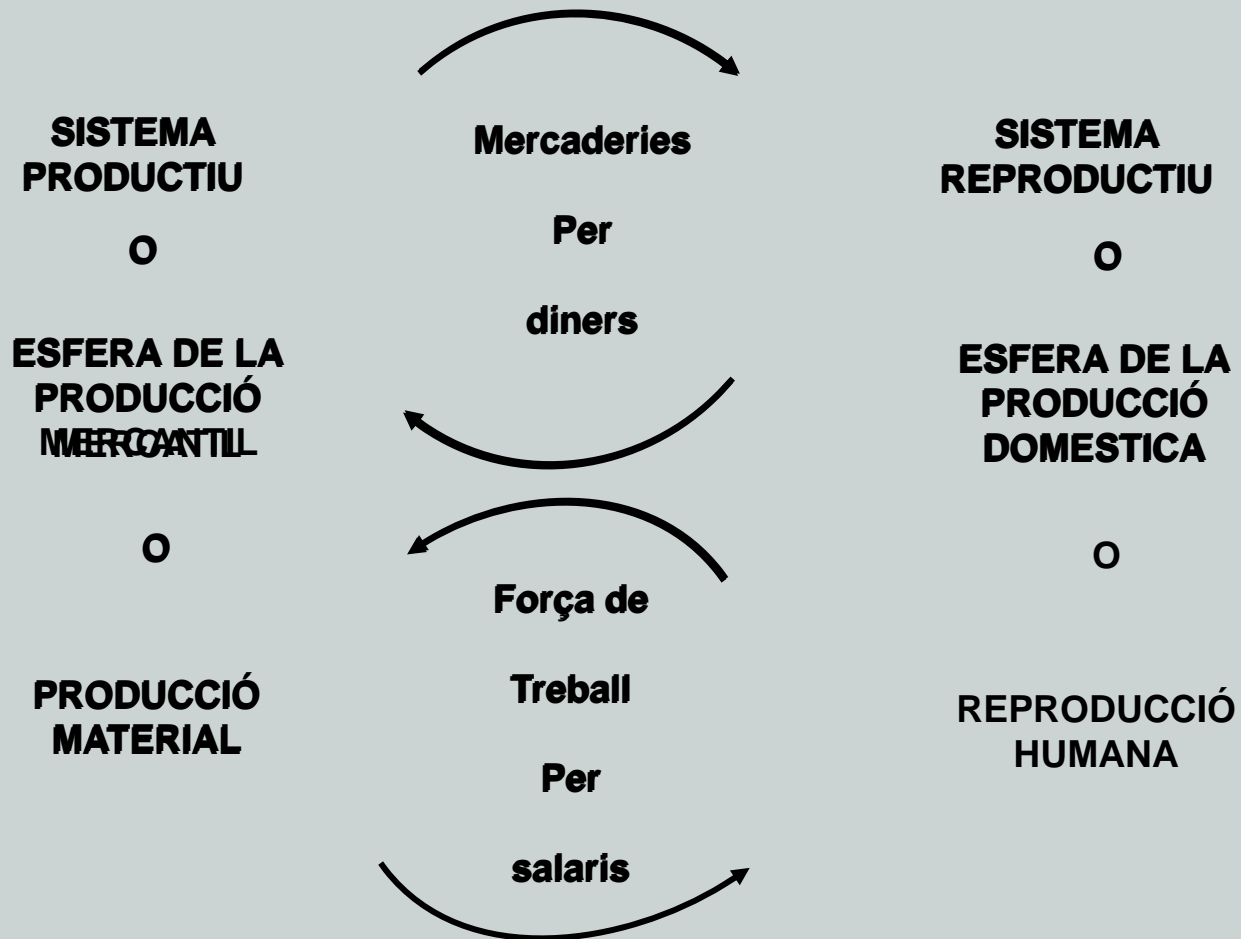 SISTEMA
PRODUCTIU
O
ESFERA DE LA
PRODUCCIÓ
MERCANTIL
O
PRODUCCIÓ
MATERIAL
Mercaderies
Per
diners
Força de
Treball
Per
salaris
SISTEMA
REPRODUCTIU
O
ESFERA DE LA
PRODUCCIÓ
DOMESTICA
O
REPRODUCCIÓ
HUMANA